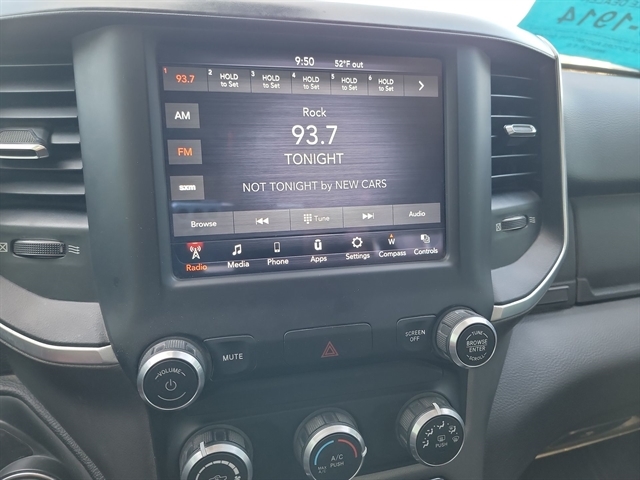 -1914
9:50 52°F out
1 93.7 2 HOLD to Set 3 HOLD to Set 4 HOLD to Set 5 HOLD to Set 6 HOLD to Set
AM
Rock
93.7
FM
TONIGHT
sxm
NOT TONIGHT by NEW CARS
Browse Tune Audio
W
Radio Media Phone Apps Settings Compass Controls
VOLUME
MUTE
SCREEN OFF
TUNE
BROWSE
ENTER
SCROLL
A/C
PUSH
PUSH